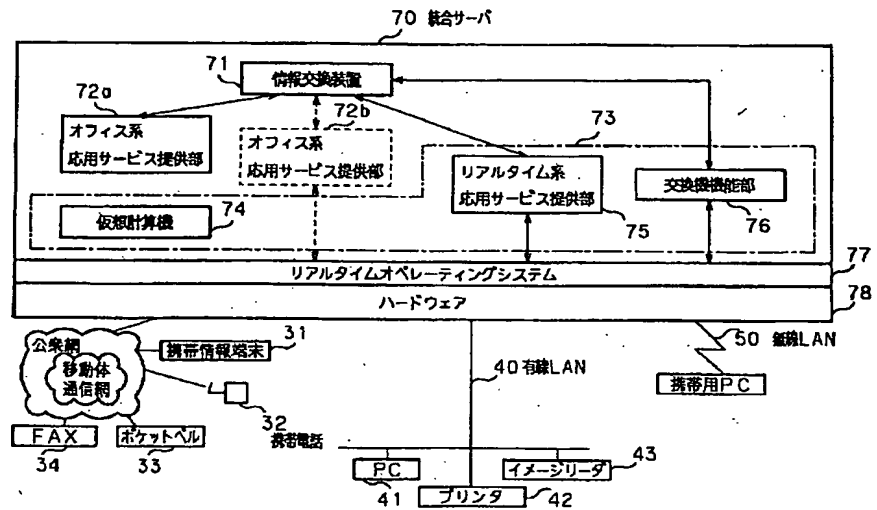 70 統合サーバ
71
情報交換装置
72a
オフィス系
応用サービス提供部
72b
オフィス系
応用サービス提供部
73
リアルタイム系
応用サービス提供部
75
交換機機能部
76
仮想計算機
74
77
リアルタイムオペレーティングシステム
78
ハードウェア
公衆網
移動体
通信網
31
携帯情報端末
32
携帯電話
FAX
34
ポケットベル
33
40 有線LAN
50 無線LAN
携帯用PC
PC
41
プリンタ
42
イメージリーダ
43